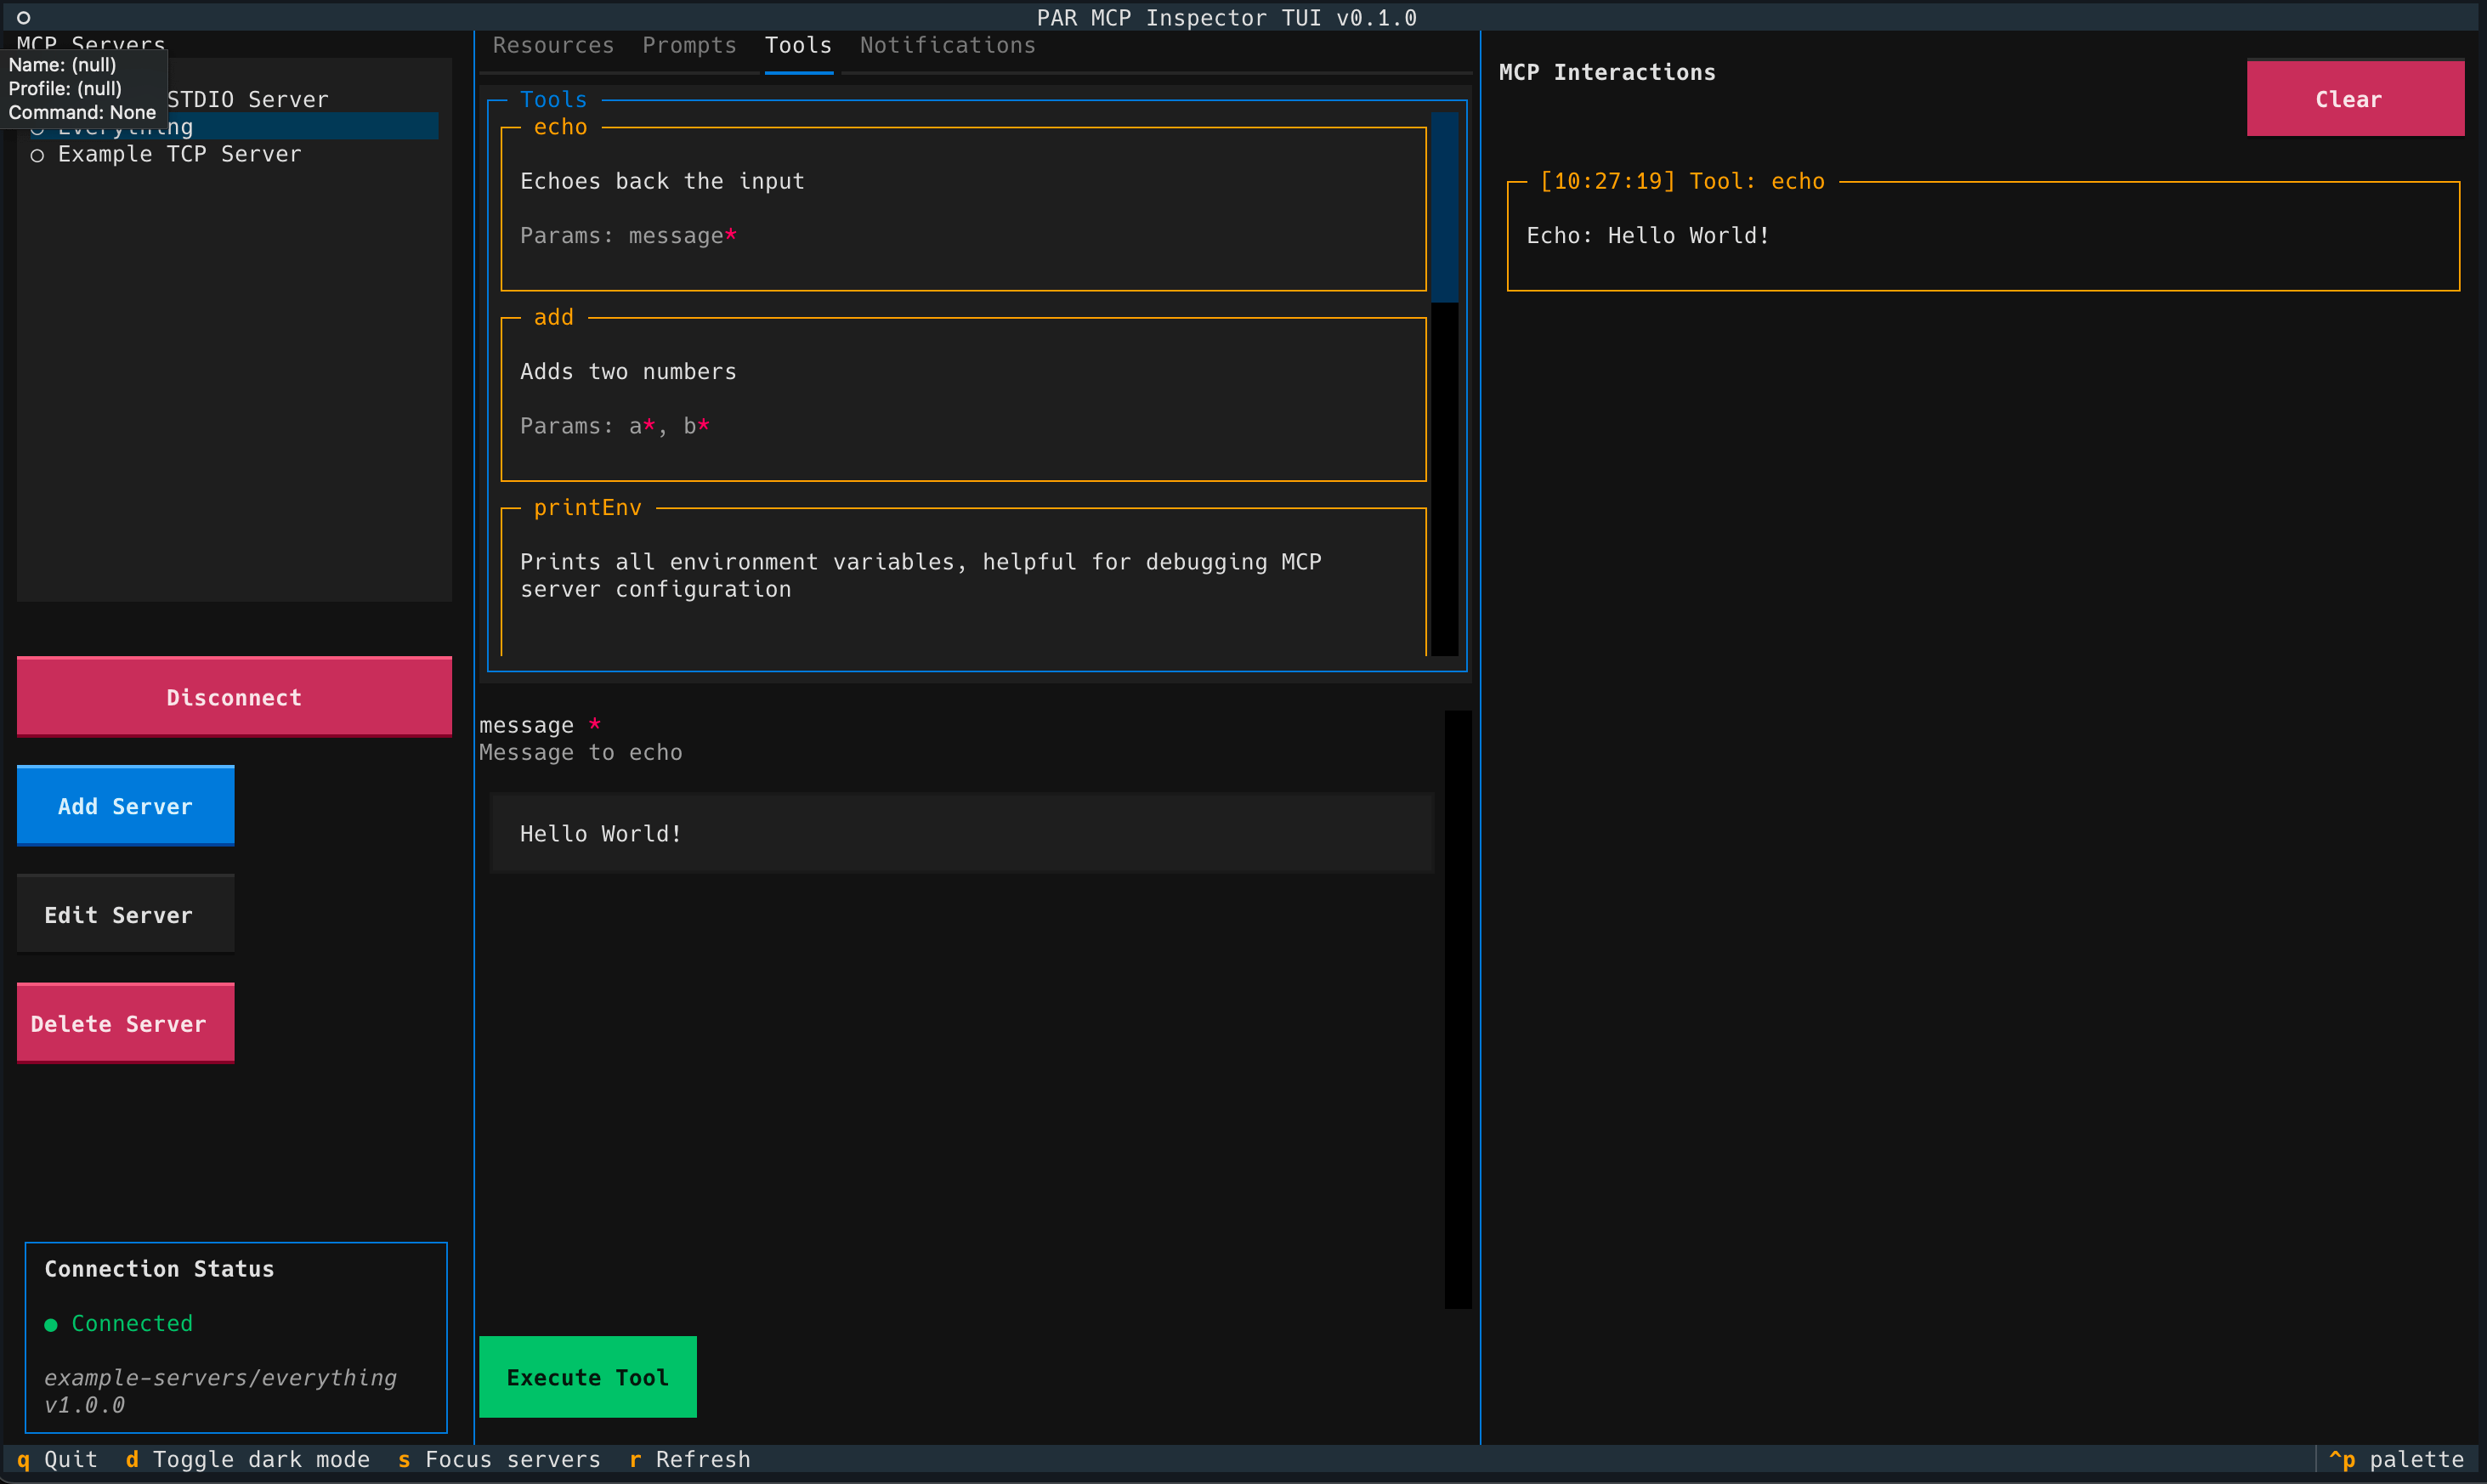 PAR MCP Inspector TUI v0.1.0
MCP Servers
Name: (null)
Profile: (null)
Command: None
STDIO Server
Everything
Example TCP Server
Disconnect
Add Server
Edit Server
Delete Server
Connection Status
Connected
example-servers/everything
v1.0.0
Resources Prompts Tools Notifications
Tools
echo
Echoes back the input
Params: message*
add
Adds two numbers
Params: a*, b*
printEnv
Prints all environment variables, helpful for debugging MCP
server configuration
message *
Message to echo
Hello World!
Execute Tool
MCP Interactions
Clear
[10:27:19] Tool: echo
Echo: Hello World!
q Quit d Toggle dark mode s Focus servers r Refresh
^p palette